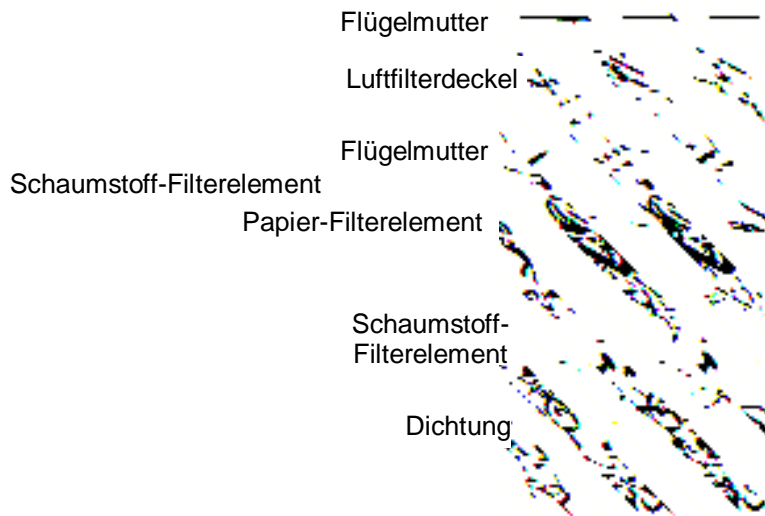 Flügelmutter
Luftfilterdeckel
Flügelmutter
Schaumstoff-Filterelement
Papier-Filterelement
Schaumstoff-
Filterelement
Dichtung